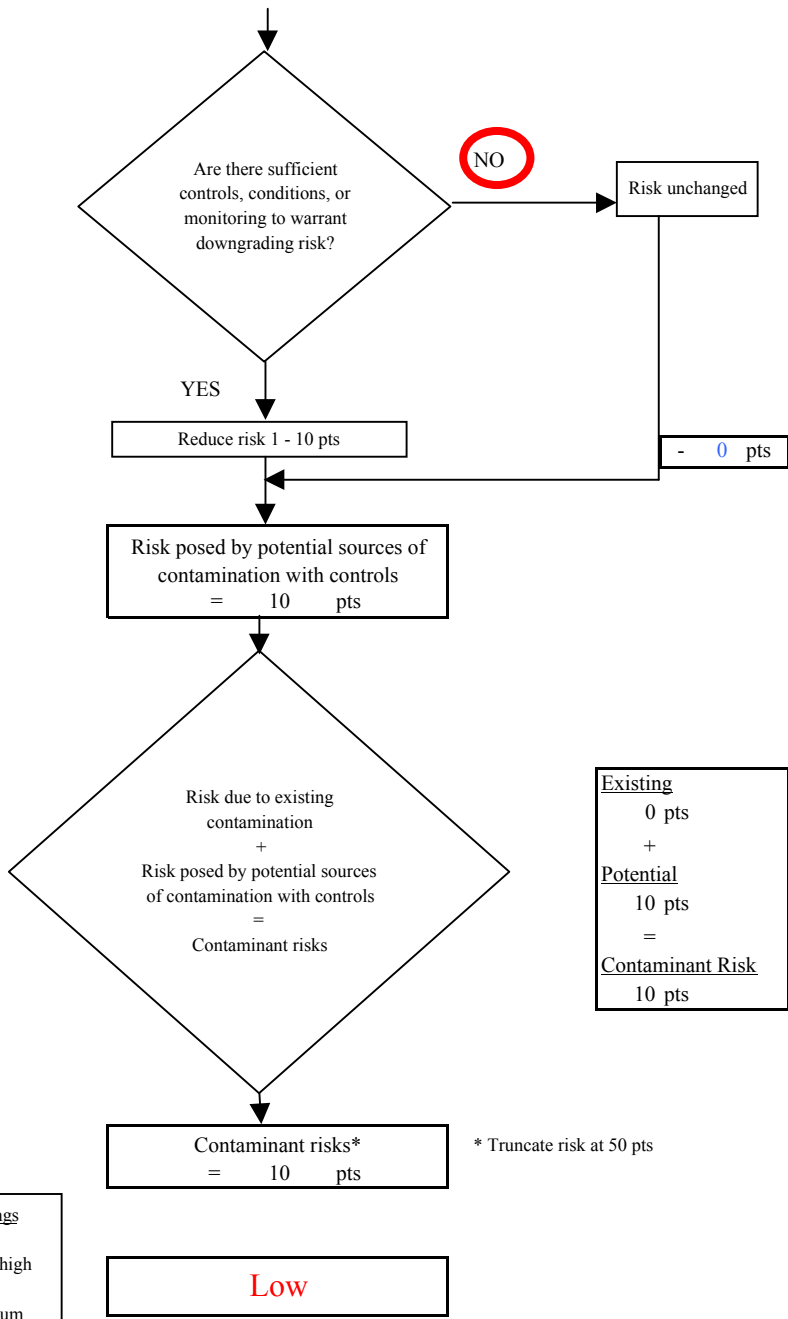 Are there sufficient
controls, conditions, or
monitoring to warrant
downgrading risk?
NO
Risk unchanged
YES
Reduce risk 1 - 10 pts
- 0 pts
Risk posed by potential sources of
contamination with controls
= 10 pts
Risk due to existing
contamination
+
Risk posed by potential sources
of contamination with controls
=
Contaminant risks
Existing
0 pts
+
Potential
10 pts
=
Contaminant Risk
10 pts
Contaminant risks*
= 10 pts
* Truncate risk at 50 pts
high
Low